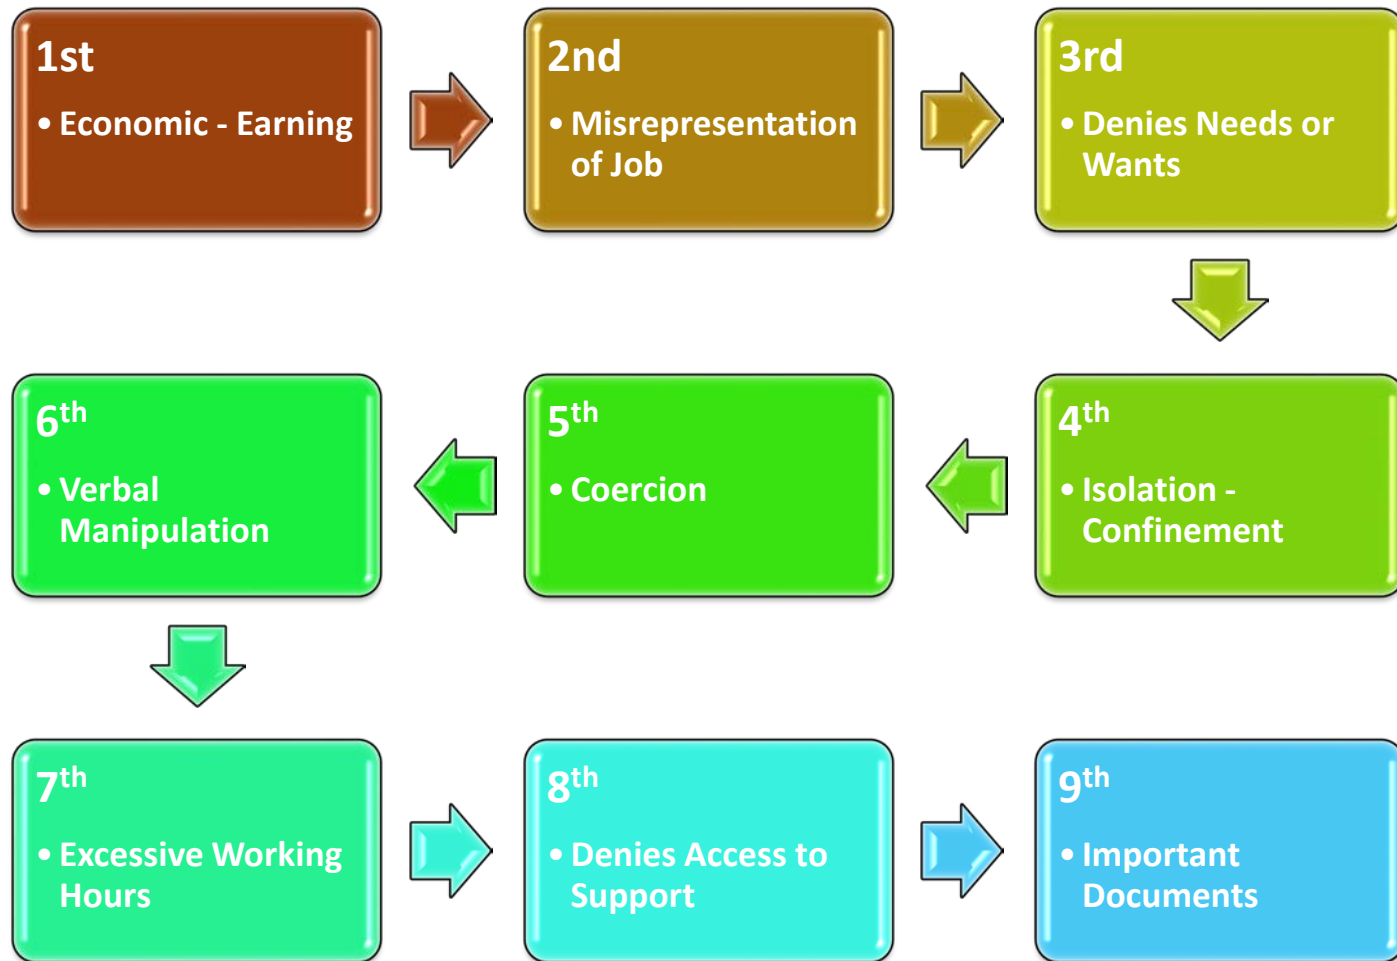 1st
• Economic - Earning
2nd
• Misrepresentation
of Job
3rd
• Denies Needs or
Wants
4th
• Isolation -
Confinement
5th
• Coercion
6th
• Verbal
Manipulation
7th
• Excessive Working
Hours
8th
• Denies Access to
Support
9th
• Important
Documents